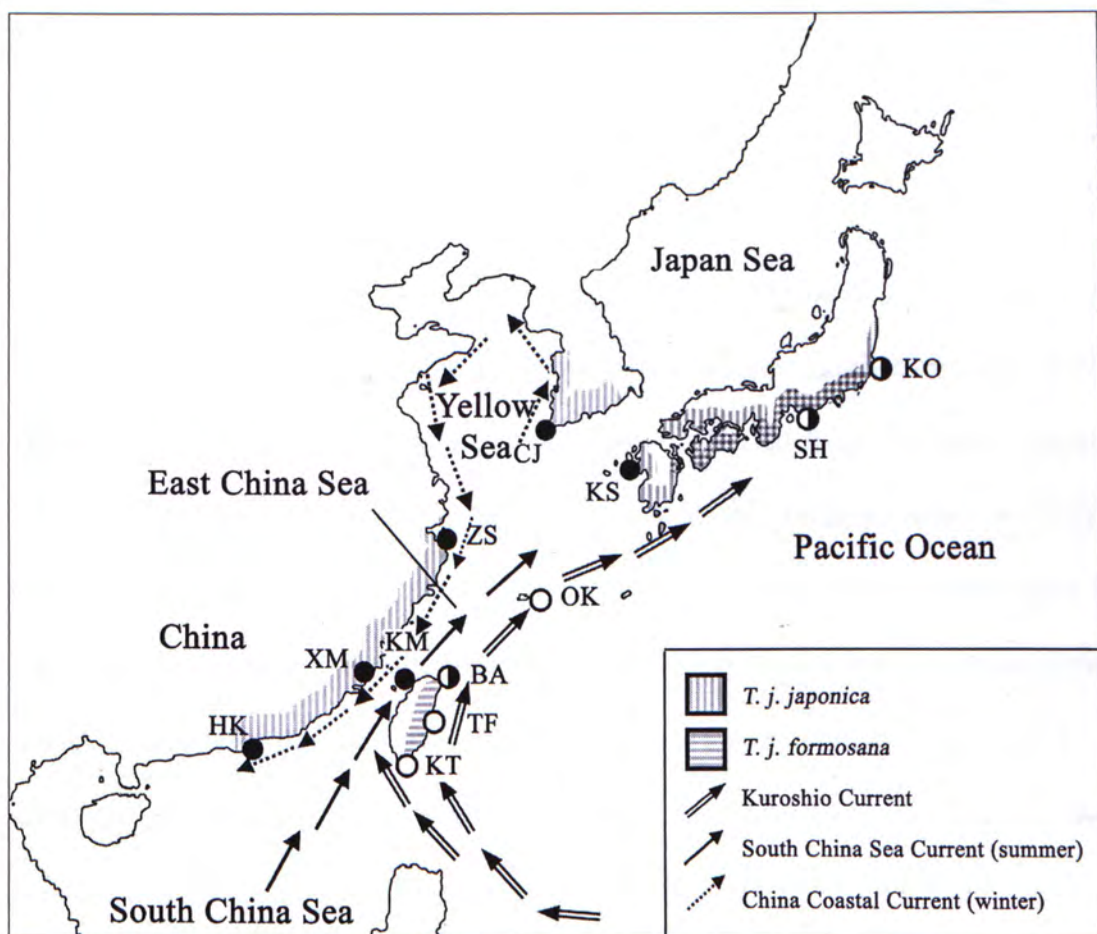 Japan Sea
KO
Yellow
Sea
CJ
SH
KS
East China Sea
ZS
Pacific Ocean
OK
China
KM
XM
BA
HK
TF
KT
South China Sea
T. j. japonica
T. j. formosana
Kuroshio Current
South China Sea Current (summer)
China Coastal Current (winter)